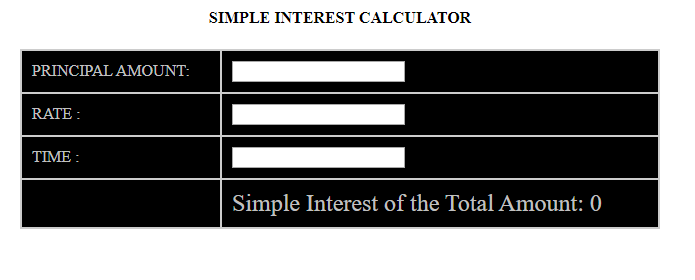 SIMPLE INTEREST CALCULATOR
PRINCIPAL AMOUNT:
RATE :
TIME :
Simple Interest of the Total Amount: 0